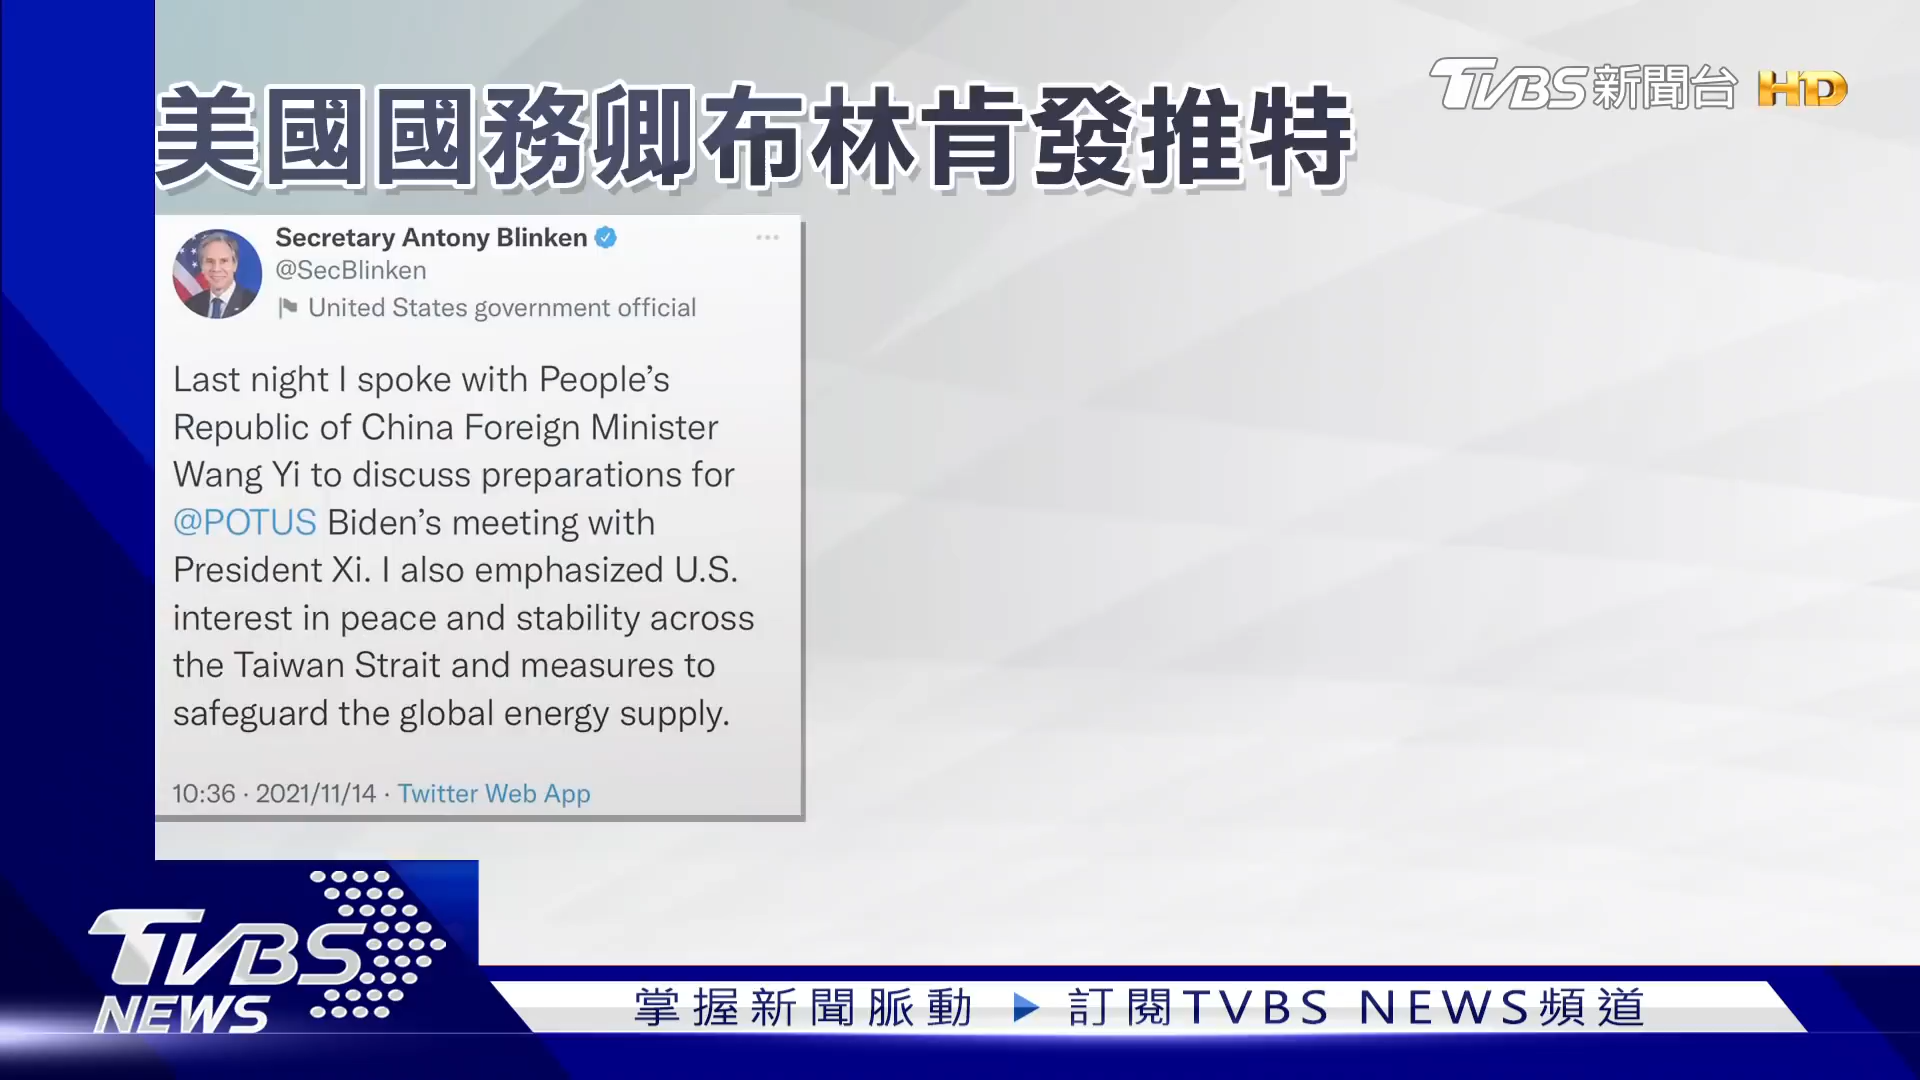 美國國務卿布林肯發推特
TVBS新聞台 HD
Secretary Antony Blinken
@SecBlinken
United States government official
Last night I spoke with People’s
Republic of China Foreign Minister
Wang Yi to discuss preparations for
@POTUS Biden’s meeting with
President Xi. I also emphasized U.S.
interest in peace and stability across
the Taiwan Strait and measures to
safeguard the global energy supply.
10:36 · 2021/11/14 · Twitter Web App
TVBS
NEWS
掌握新聞脈動 ▶ 訂閱TVBS NEWS頻道